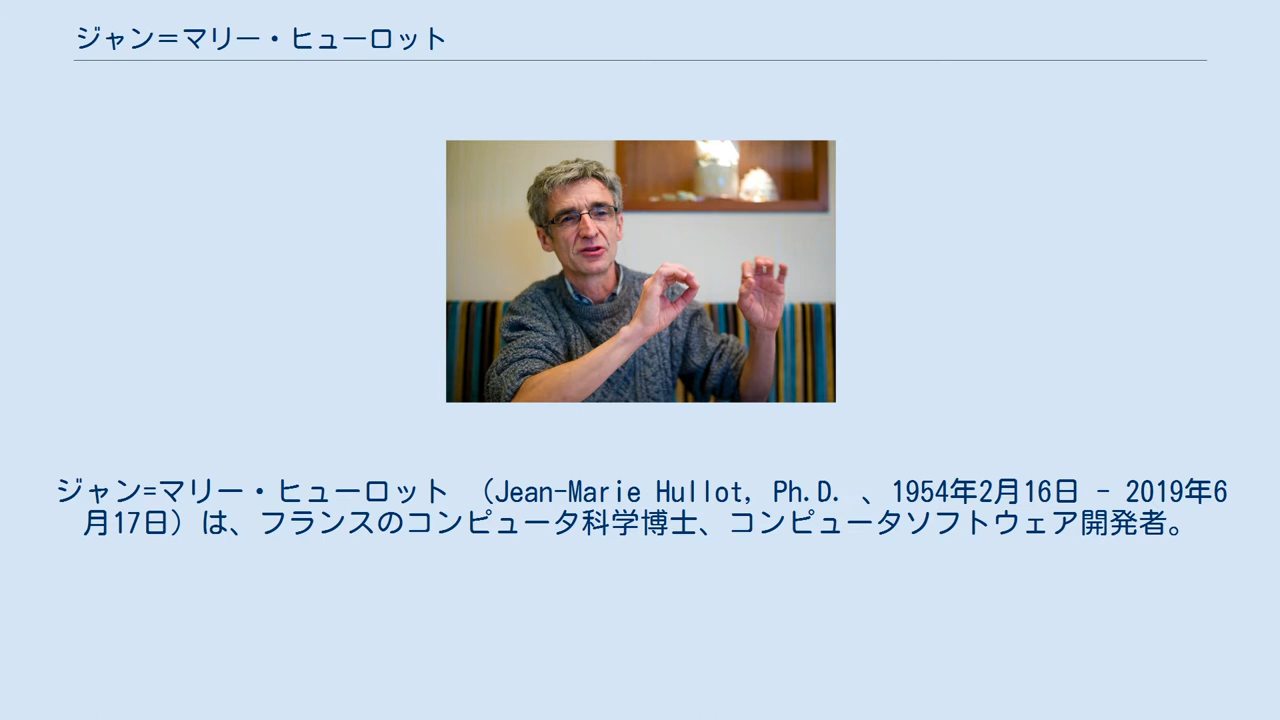 ジャン＝マリー・ヒューロット
ジャン=マリー・ヒューロット （Jean-Marie Hullot, Ph.D. 、1954年2月16日 - 2019年6
月17日）は、フランスのコンピュータ科学博士、コンピュータソフトウェア開発者。